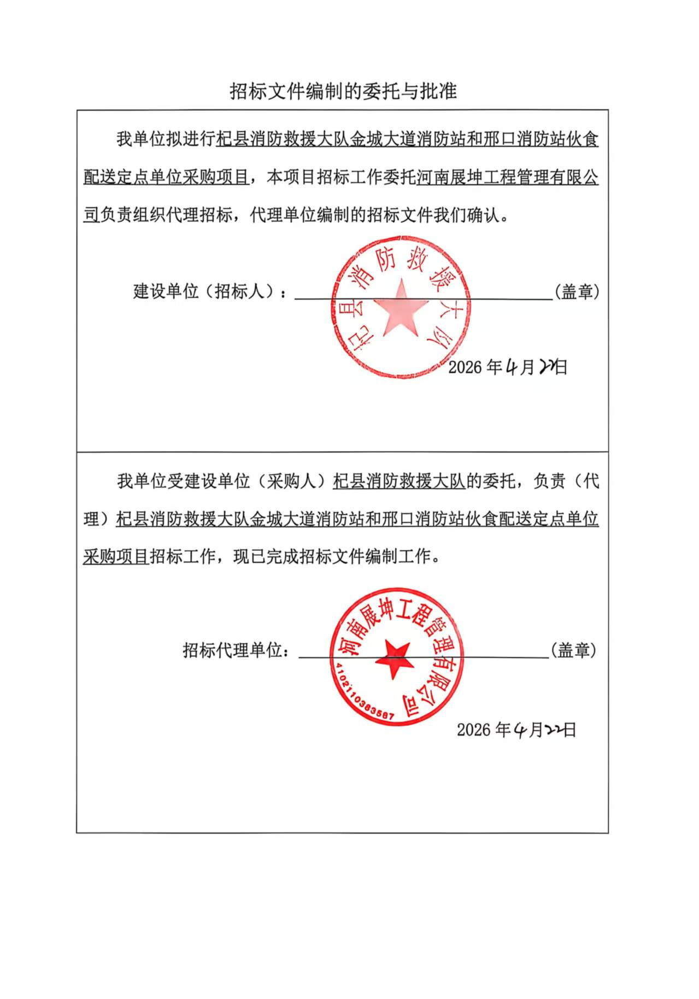 招标文件编制的委托与批准
我单位拟进行杞县消防救援大队金城大道消防站和邢口消防站伙食
配送定点单位采购项目，本项目招标工作委托河南展坤工程管理有限公
司负责组织代理招标，代理单位编制的招标文件我们确认。
杞县消防救援大队
建设单位（招标人）：(盖章)
2026 年 4 月 22日
我单位受建设单位（采购人）杞县消防救援大队的委托，负责（代
理）杞县消防救援大队金城大道消防站和邢口消防站伙食配送定点单位
采购项目招标工作，现已完成招标文件编制工作。
河南展坤工程管理有限公司
招标代理单位：(盖章)
4102110383587
2026 年 4 月 22日